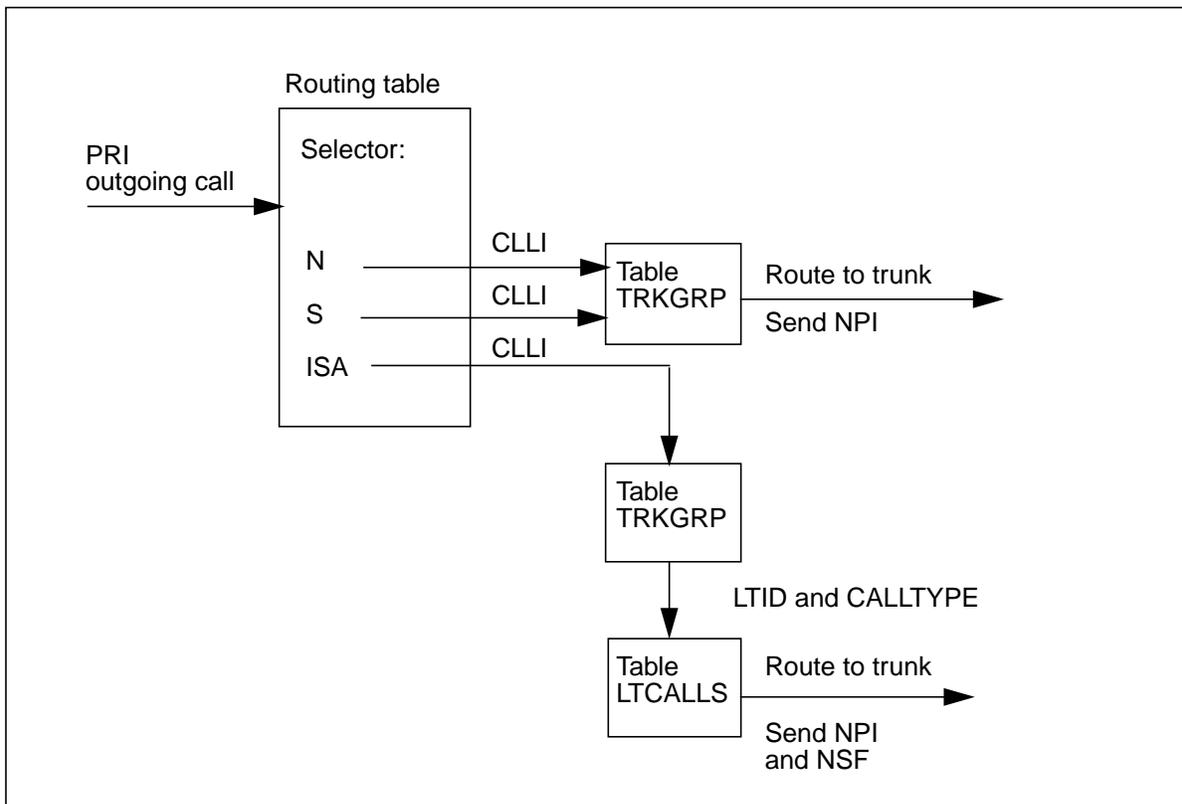 Routing table
Selector:
PRI
outgoing call
N
CLLI
S
CLLI
ISA
CLLI
Table
TRKGRP
Route to trunk
Send NPI
Table
TRKGRP
LTID and CALLTYPE
Table
LTCALLS
Route to trunk
Send NPI
and NSF